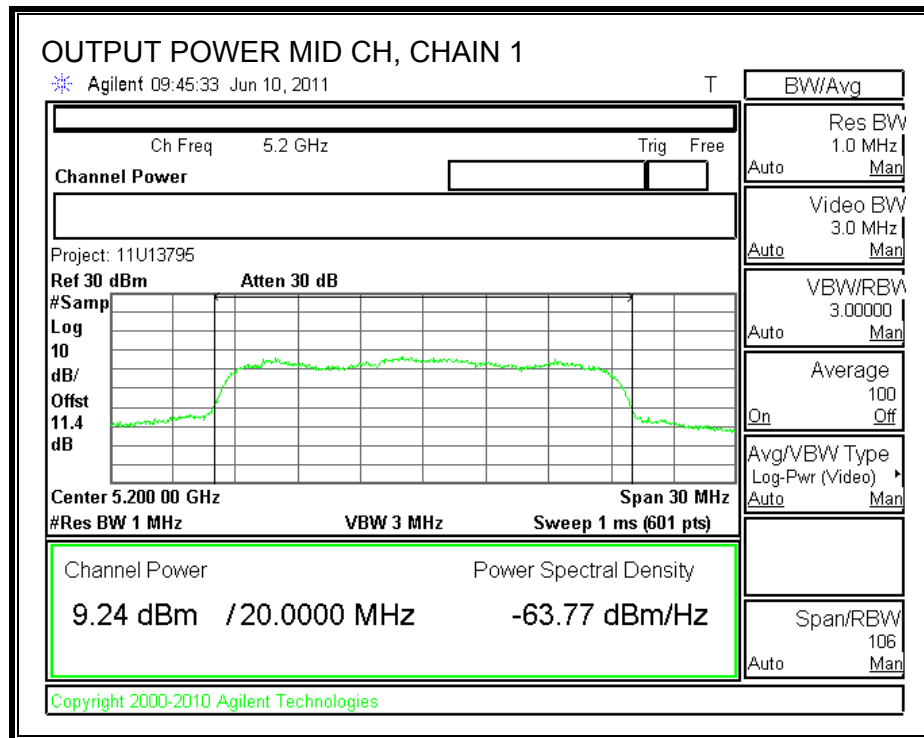 OUTPUT POWER MID CH, CHAIN 1
Agilent 09:45:33 Jun 10, 2011 T
Ch Freq 5.2 GHz Trig Free
Channel Power
Project: 11U13795
Ref 30 dBm Atten 30 dB
#Samp
Log
10
dB/
Offst
11.4
dB
Center 5.200 00 GHz Span 30 MHz
#Res BW 1 MHz VBW 3 MHz Sweep 1 ms (601 pts)
Channel Power Power Spectral Density
9.24 dBm / 20.0000 MHz -63.77 dBm/Hz
Copyright 2000-2010 Agilent Technologies
BW/Avg
Res BW
1.0 MHz
Auto Man
Video BW
3.0 MHz
Auto Man
VBW/RBW
3.00000
Auto Man
Average
100
On Off
Avg/VBW Type
Log-Pwr (Video)
Auto Man
Span/RBW
106
Auto Man